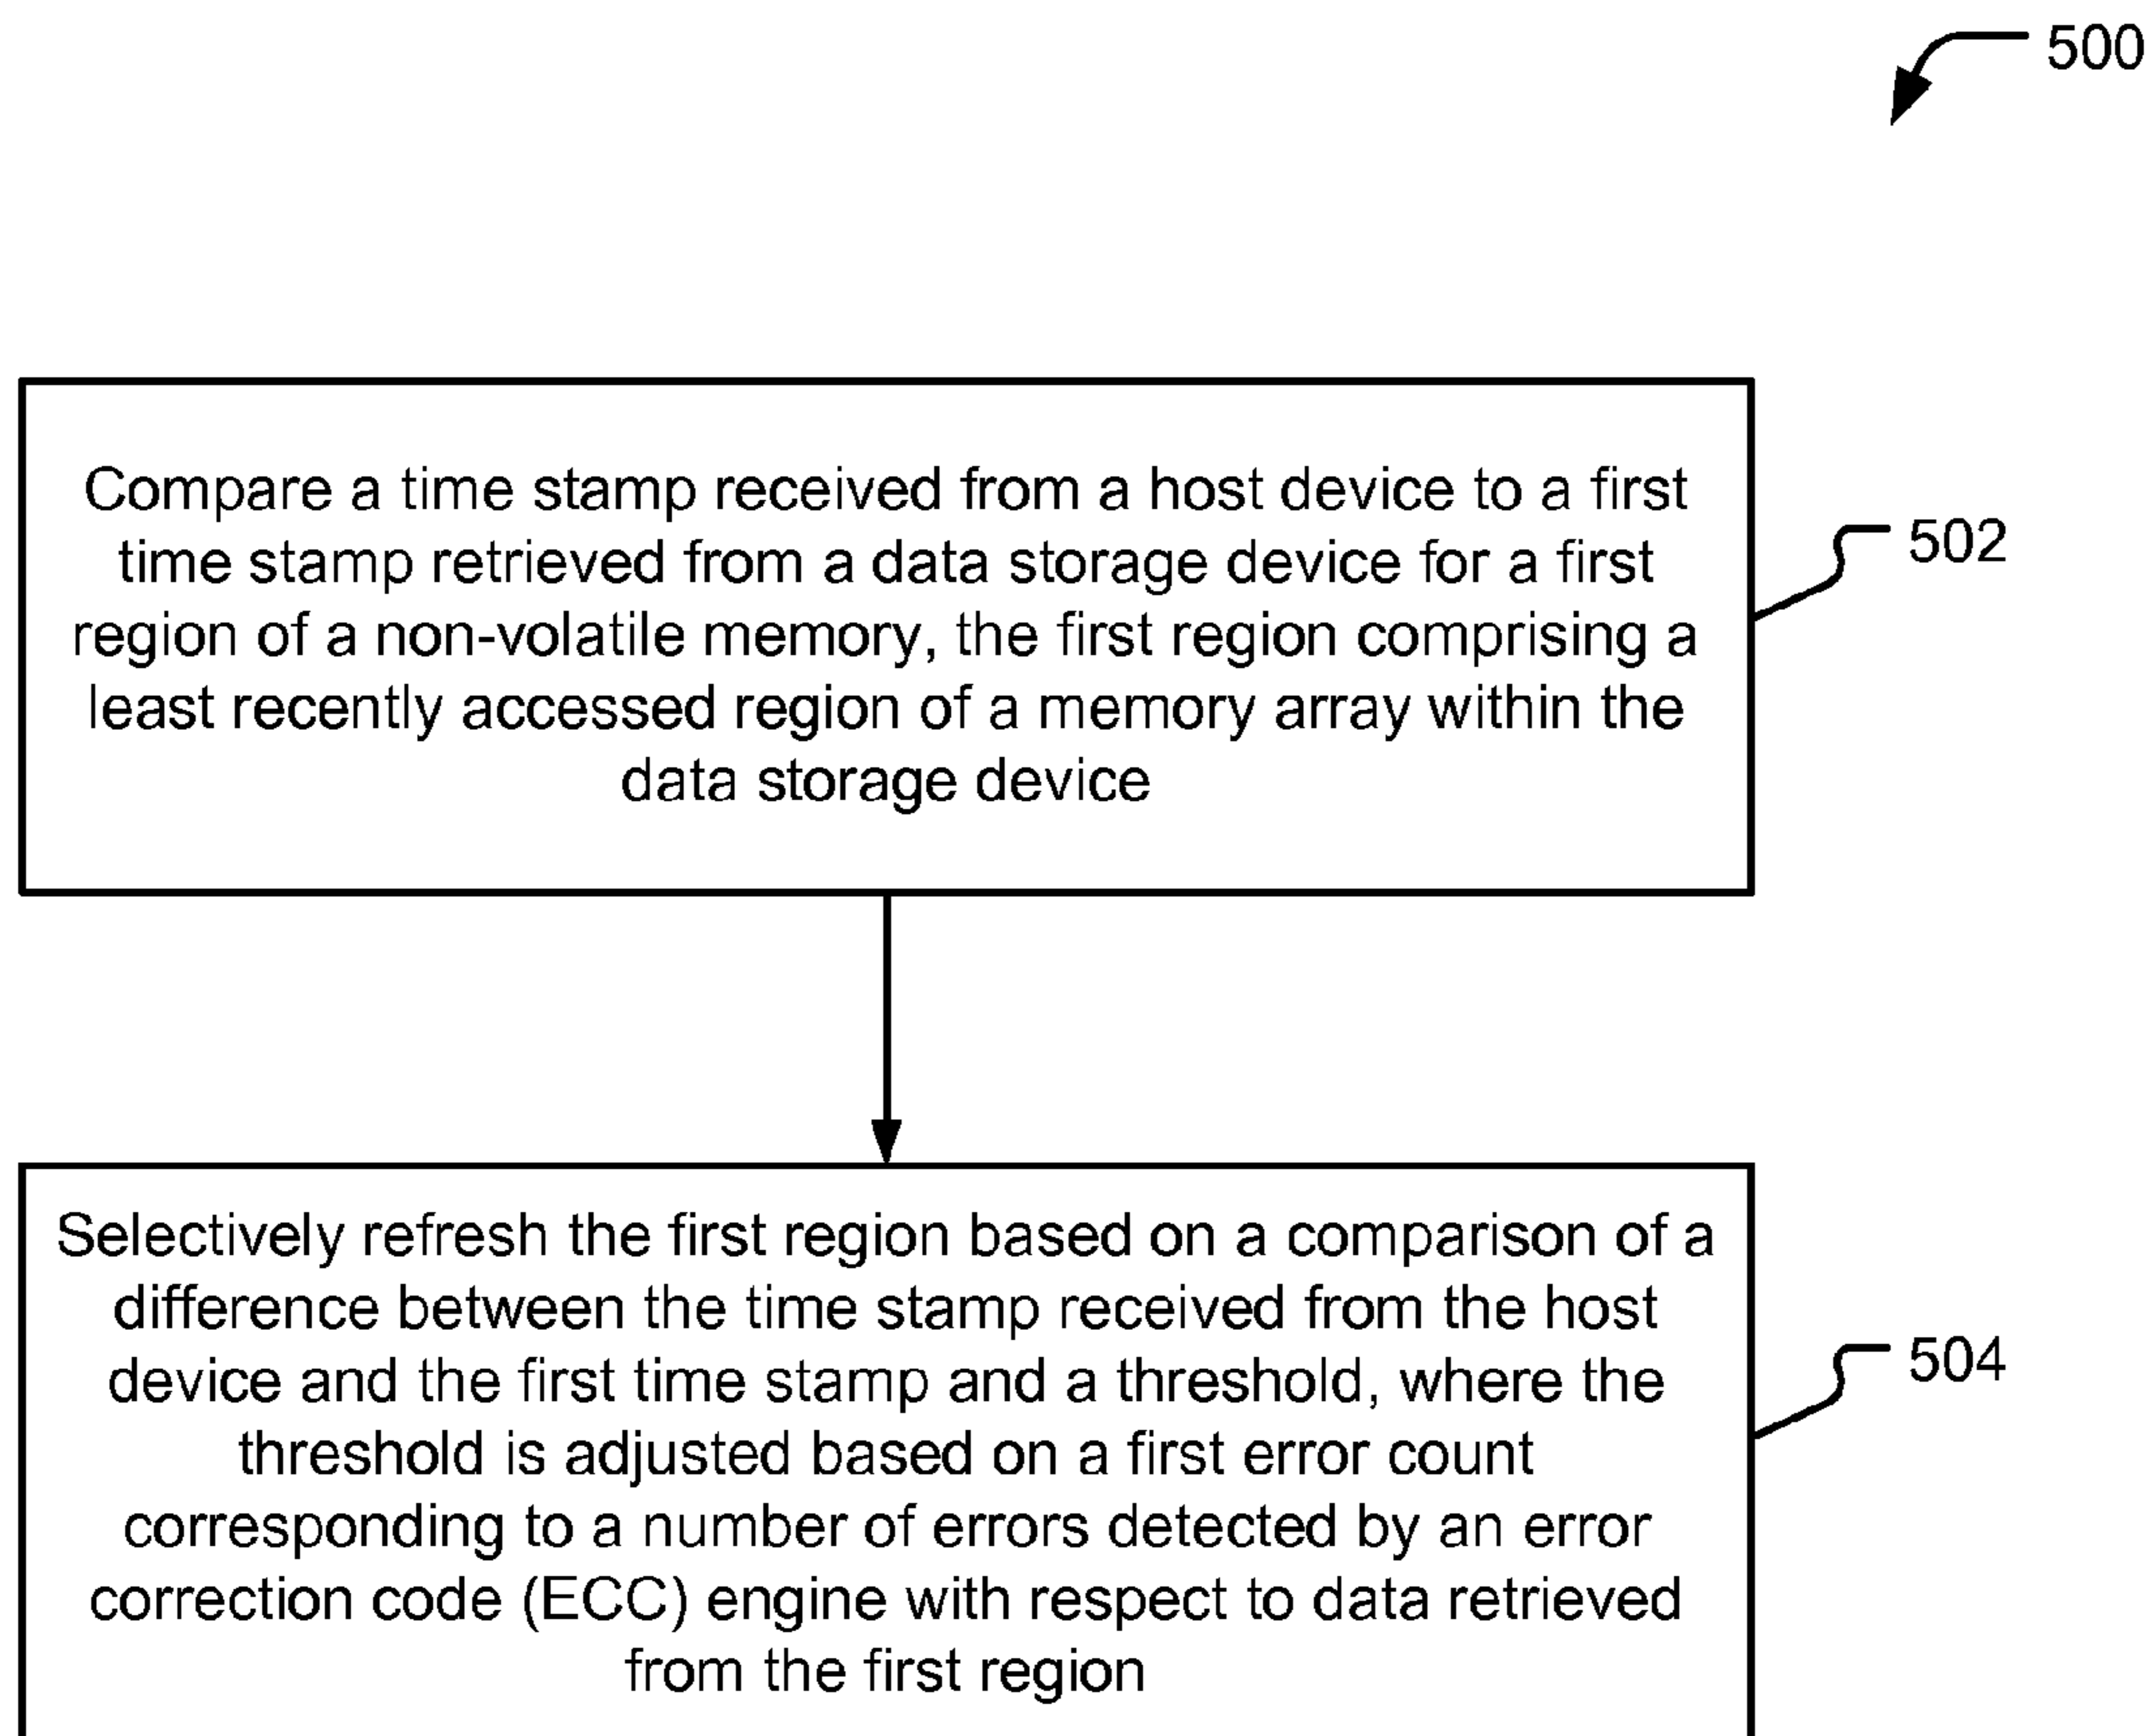 500
Compare a time stamp received from a host device to a first
time stamp retrieved from a data storage device for a first
region of a non-volatile memory, the first region comprising a
least recently accessed region of a memory array within the
data storage device
502
Selectively refresh the first region based on a comparison of a
difference between the time stamp received from the host
device and the first time stamp and a threshold, where the
threshold is adjusted based on a first error count
corresponding to a number of errors detected by an error
correction code (ECC) engine with respect to data retrieved
from the first region
504